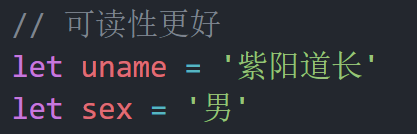 // 可读性更好
let uname = '紫阳道长'
let sex = '男'